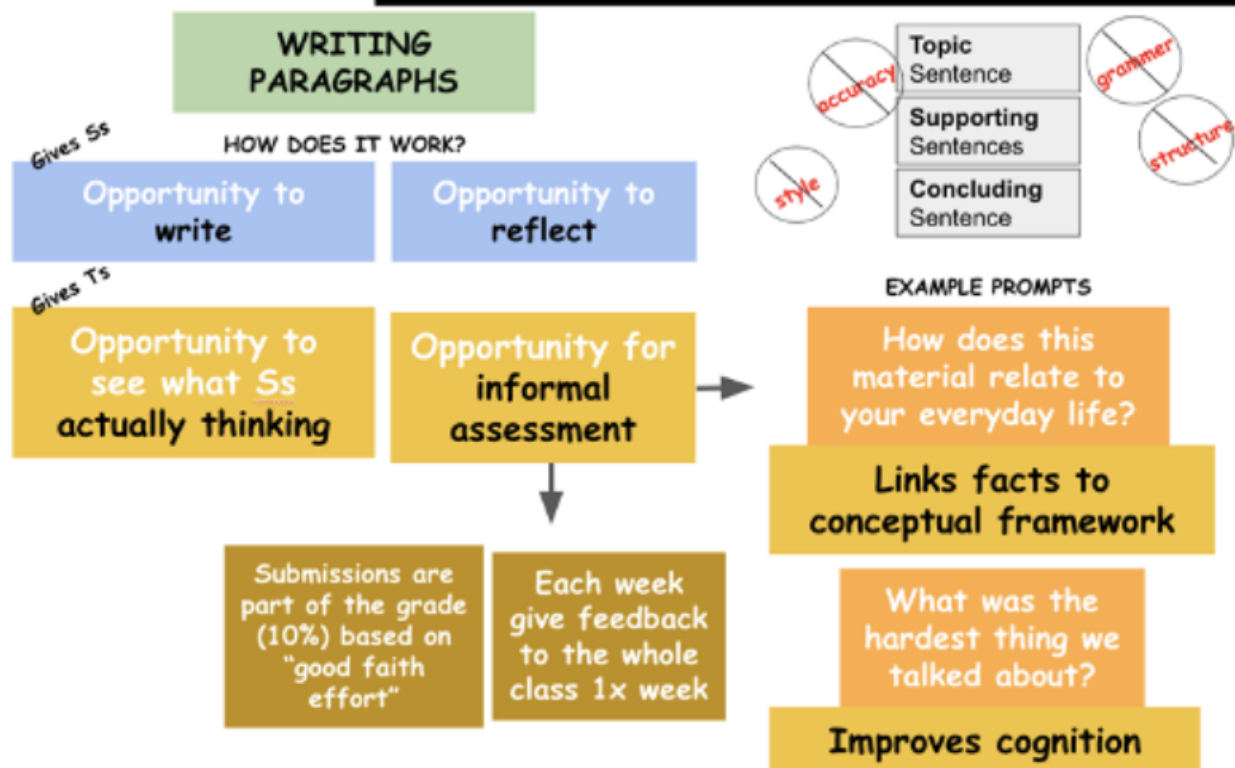 WRITING
PARAGRAPHS
HOW DOES IT WORK?
Gives Ss
Opportunity to
write
Opportunity to
reflect
Gives Ts
Opportunity to
see what Ss
actually thinking
Opportunity for
informal
assessment
Submissions are
part of the grade
(10%) based on
"good faith
effort"
Each week
give feedback
to the whole
class 1x week
accuracy
style
Topic
Sentence
Supporting
Sentences
Concluding
Sentence
grammer
structure
EXAMPLE PROMPTS
How does this
material relate to
your everyday life?
Links facts to
conceptual framework
What was the
hardest thing we
talked about?
Improves cognition